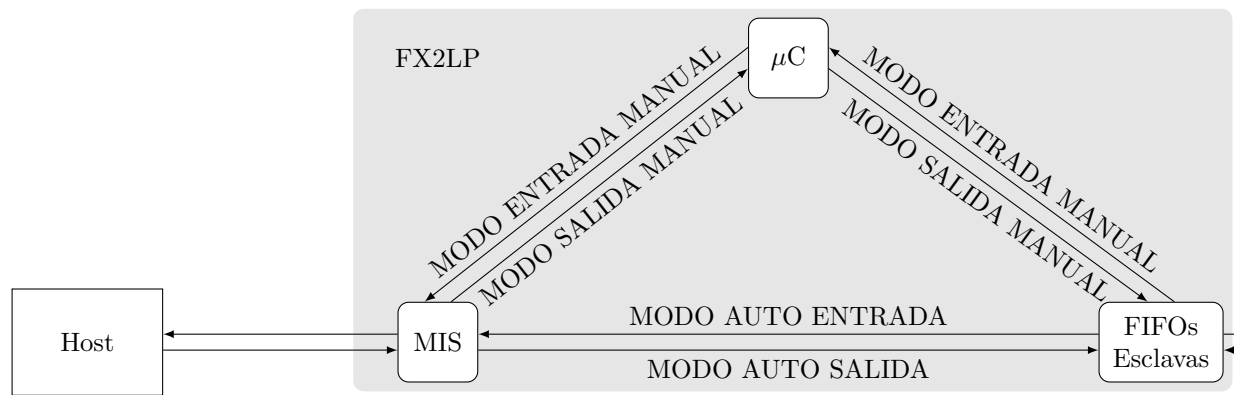 FX2LP
μC
MODO ENTRADA MANUAL
MODO SALIDA MANUAL
MODO ENTRADA MANUAL
MODO SALIDA MANUAL
Host
MIS
MODO AUTO ENTRADA
MODO AUTO SALIDA
FIFOs
Esclavas